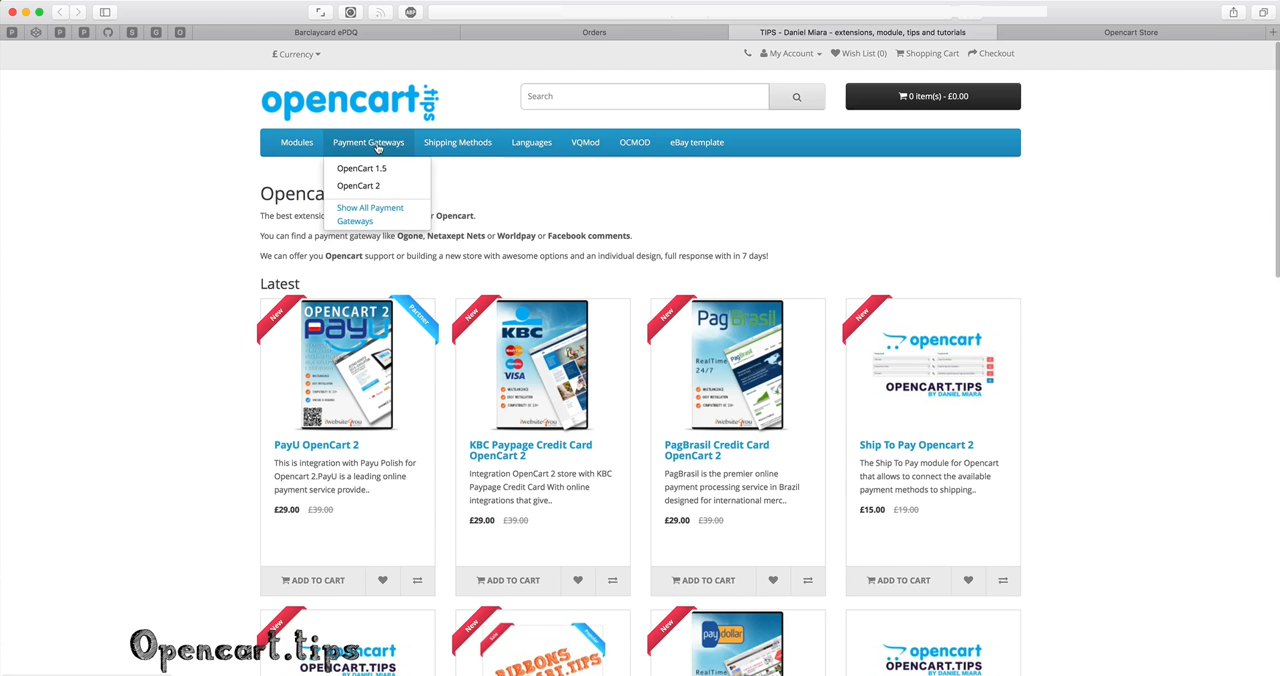 Barclaycard ePDQ
Orders
TIPS - Daniel Miara - extensions, module, tips and tutorials
Opencart Store
£ Currency
My Account
Wish List (0)
Shopping Cart
Checkout
opencart.tips
Search
0 item(s) - £0.00
Modules
Payment Gateways
Shipping Methods
Languages
VQMod
OCMOD
eBay template
OpenCart 1.5
OpenCart 2
Show All Payment
Gateways
Openca
The best extensio r Opencart.
You can find a payment gateway like Ogone, Netaxept Nets or Worldpay or Facebook comments.
We can offer you Opencart support or building a new store with awesome options and an individual design, full response with in 7 days!
Latest
New
Partner
OPENCART 2
PayU
New
KBC
VISA
New
PagBrasil
RealTime
24/7
New
opencart
OPENCART.TIPS
BY DANIEL MIARA
PayU OpenCart 2
This is integration with Payu Polish for
Opencart 2.PayU is a leading online
payment service provide..
£29.00 £39.00
KBC Paypage Credit Card
OpenCart 2
Integration OpenCart 2 store with KBC
Paypage Credit Card With online
integrations that give..
£29.00 £39.00
PagBrasil Credit Card
OpenCart 2
PagBrasil is the premier online
payment processing service in Brazil
designed for international merc..
£29.00 £39.00
Ship To Pay Opencart 2
The Ship To Pay module for Opencart
that allows to connect the available
payment methods to shipping..
£15.00 £19.00
ADD TO CART
ADD TO CART
ADD TO CART
ADD TO CART
New
opencart
OPENCART.TIPS
New
RIBBONS
New
paydollar
RealTime
opencart
OPENCART.TIPS
Opencart.tips